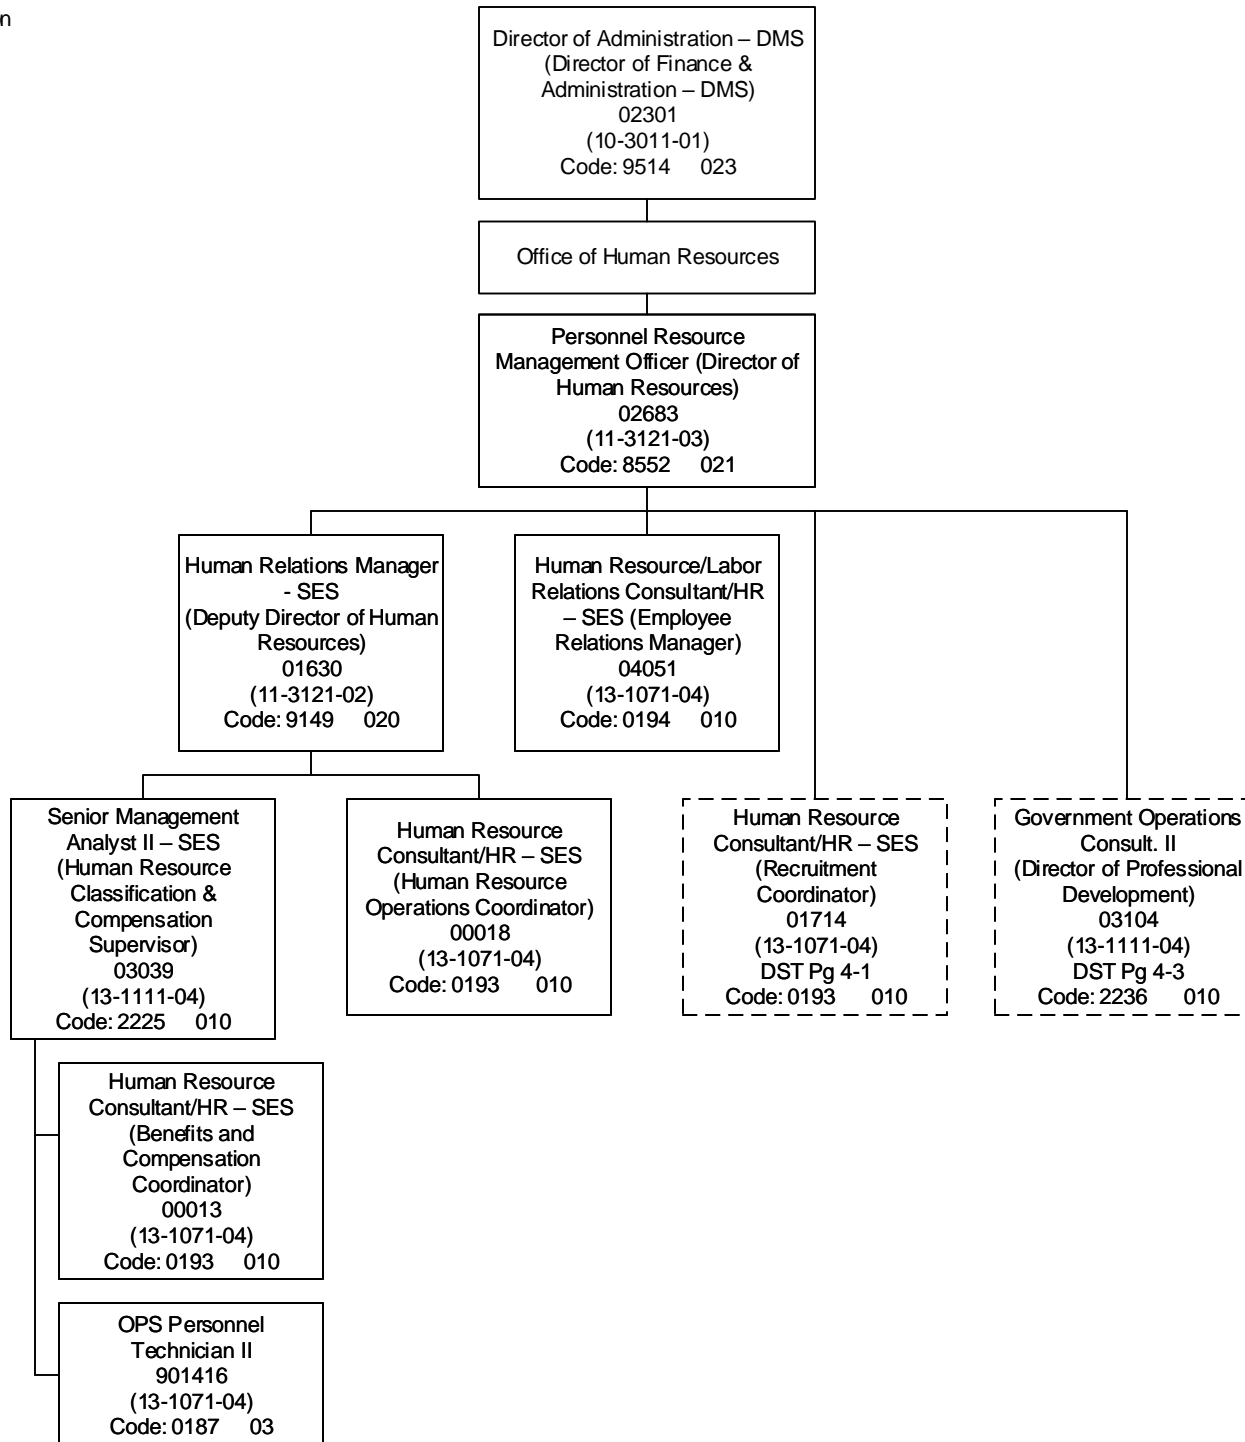 n
Director of Administration – DMS
(Director of Finance &
Administration – DMS)
02301
(10-3011-01)
Code: 9514 023
Office of Human Resources
Personnel Resource
Management Officer (Director of
Human Resources)
02683
(11-3121-03)
Code: 8552 021
Human Relations Manager
- SES
(Deputy Director of Human
Resources)
01630
(11-3121-02)
Code: 9149 020
Human Resource/Labor
Relations Consultant/HR
– SES (Employee
Relations Manager)
04051
(13-1071-04)
Code: 0194 010
Senior Management
Analyst II – SES
(Human Resource
Classification &
Compensation
Supervisor)
03039
(13-1111-04)
Code: 2225 010
Human Resource
Consultant/HR – SES
(Human Resource
Operations Coordinator)
00018
(13-1071-04)
Code: 0193 010
Human Resource
Consultant/HR – SES
(Recruitment
Coordinator)
01714
(13-1071-04)
DST Pg 4-1
Code: 0193 010
Government Operations
Consult. II
(Director of Professional
Development)
03104
(13-1111-04)
DST Pg 4-3
Code: 2236 010
Human Resource
Consultant/HR – SES
(Benefits and
Compensation
Coordinator)
00013
(13-1071-04)
Code: 0193 010
OPS Personnel
Technician II
901416
(13-1071-04)
Code: 0187 03